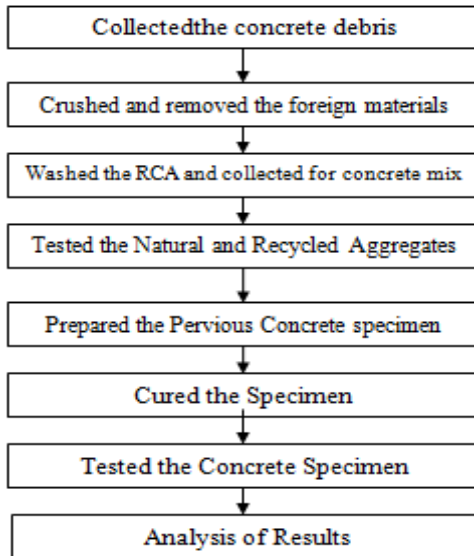 Collectedthe concrete debris
Crushed and removed the foreign materials
Washed the RCA and collected for concrete mix
Tested the Natural and Recycled Aggregates
Prepared the Pervious Concrete specimen
Cured the Specimen
Tested the Concrete Specimen
Analysis of Results